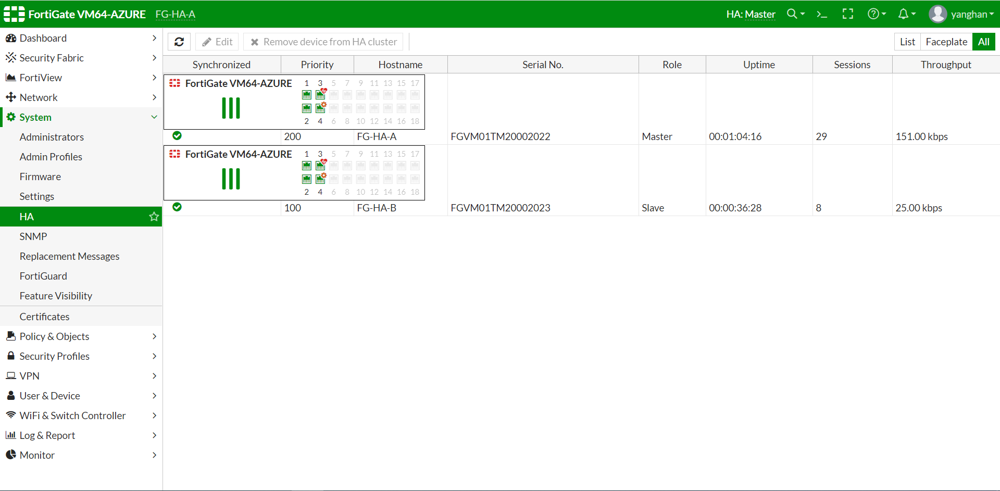 FortiGate VM64-AZURE FG-HA-A HA: Master yanghan
Dashboard
Security Fabric
FortiView
Network
System
Administrators
Admin Profiles
Firmware
Settings
HA
SNMP
Replacement Messages
FortiGuard
Feature Visibility
Certificates
Policy & Objects
Security Profiles
VPN
User & Device
WiFi & Switch Controller
Log & Report
Monitor
Edit Remove device from HA cluster List Faceplate All
Synchronized Priority Hostname Serial No. Role Uptime Sessions Throughput
FortiGate VM64-AZURE 1 3 5 7 9 11 13 15 17
2 4 6 8 10 12 14 16 18
200 FG-HA-A FGVM01TM20002022 Master 00:01:04:16 29 151.00 kbps
FortiGate VM64-AZURE 1 3 5 7 9 11 13 15 17
2 4 6 8 10 12 14 16 18
100 FG-HA-B FGVM01TM20002023 Slave 00:00:36:28 8 25.00 kbps